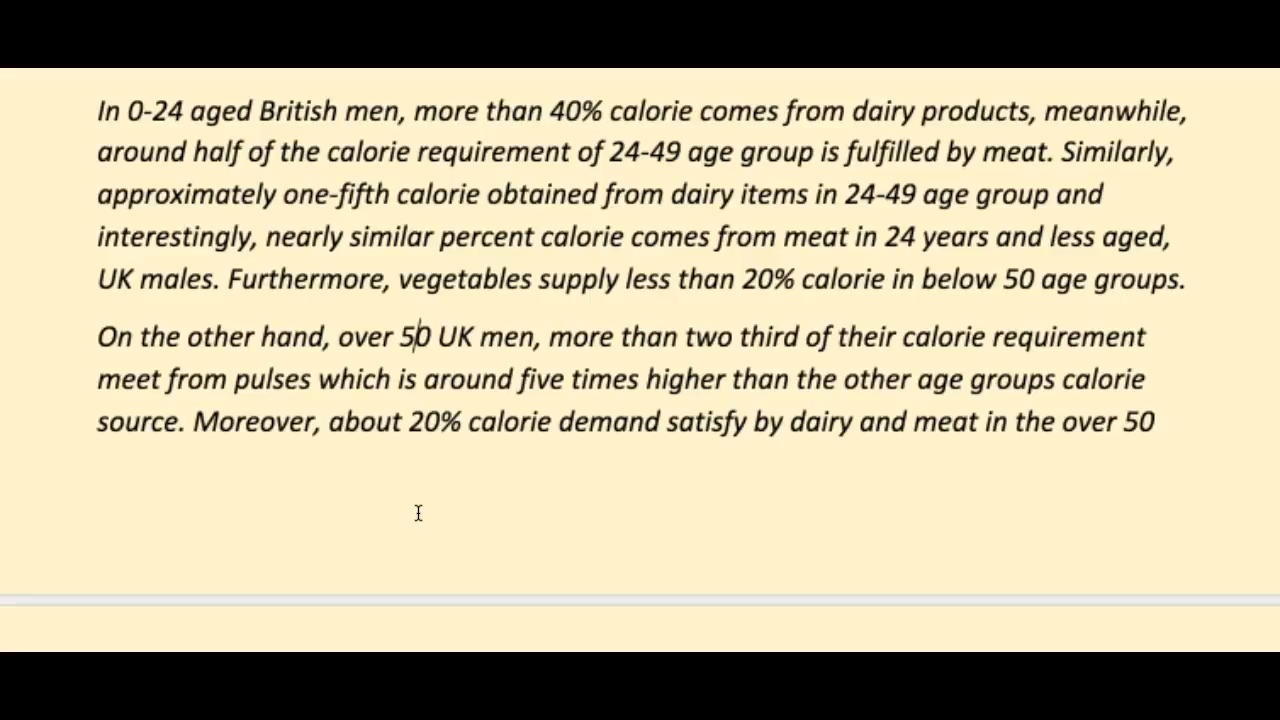 In 0-24 aged British men, more than 40% calorie comes from dairy products, meanwhile,
around half of the calorie requirement of 24-49 age group is fulfilled by meat. Similarly,
approximately one-fifth calorie obtained from dairy items in 24-49 age group and
interestingly, nearly similar percent calorie comes from meat in 24 years and less aged,
UK males. Furthermore, vegetables supply less than 20% calorie in below 50 age groups.
On the other hand, over 50 UK men, more than two third of their calorie requirement
meet from pulses which is around five times higher than the other age groups calorie
source. Moreover, about 20% calorie demand satisfy by dairy and meat in the over 50